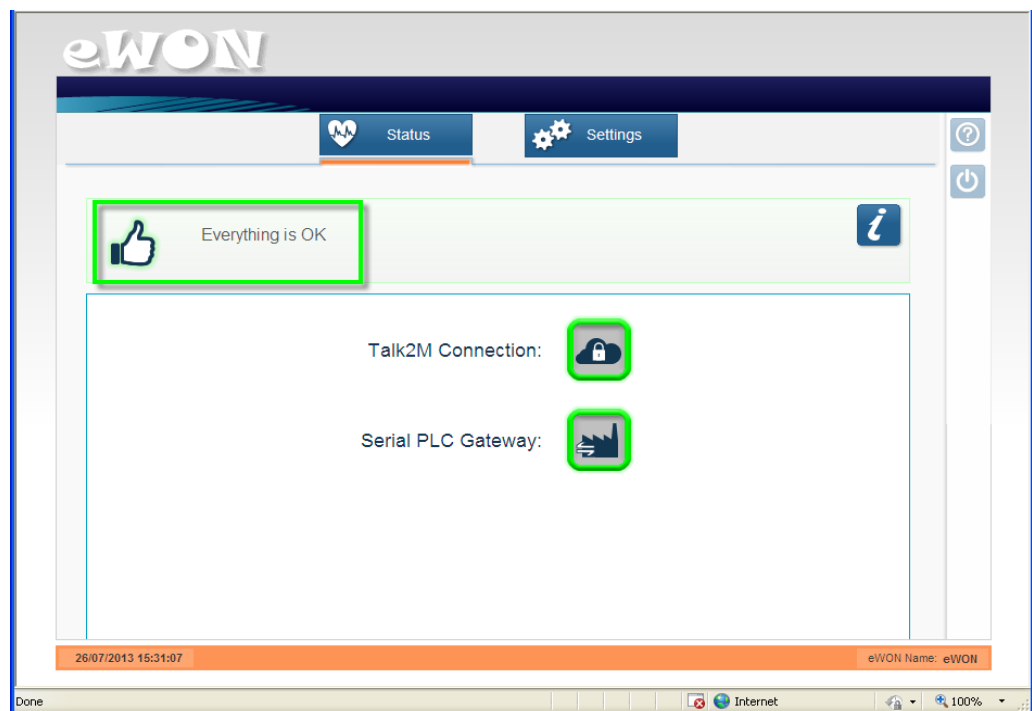 eWON
Status
Settings
Everything is OK
i
Talk2M Connection:
Serial PLC Gateway:
26/07/2013 15:31:07
eWON Name: eWON
Done
Internet
100%